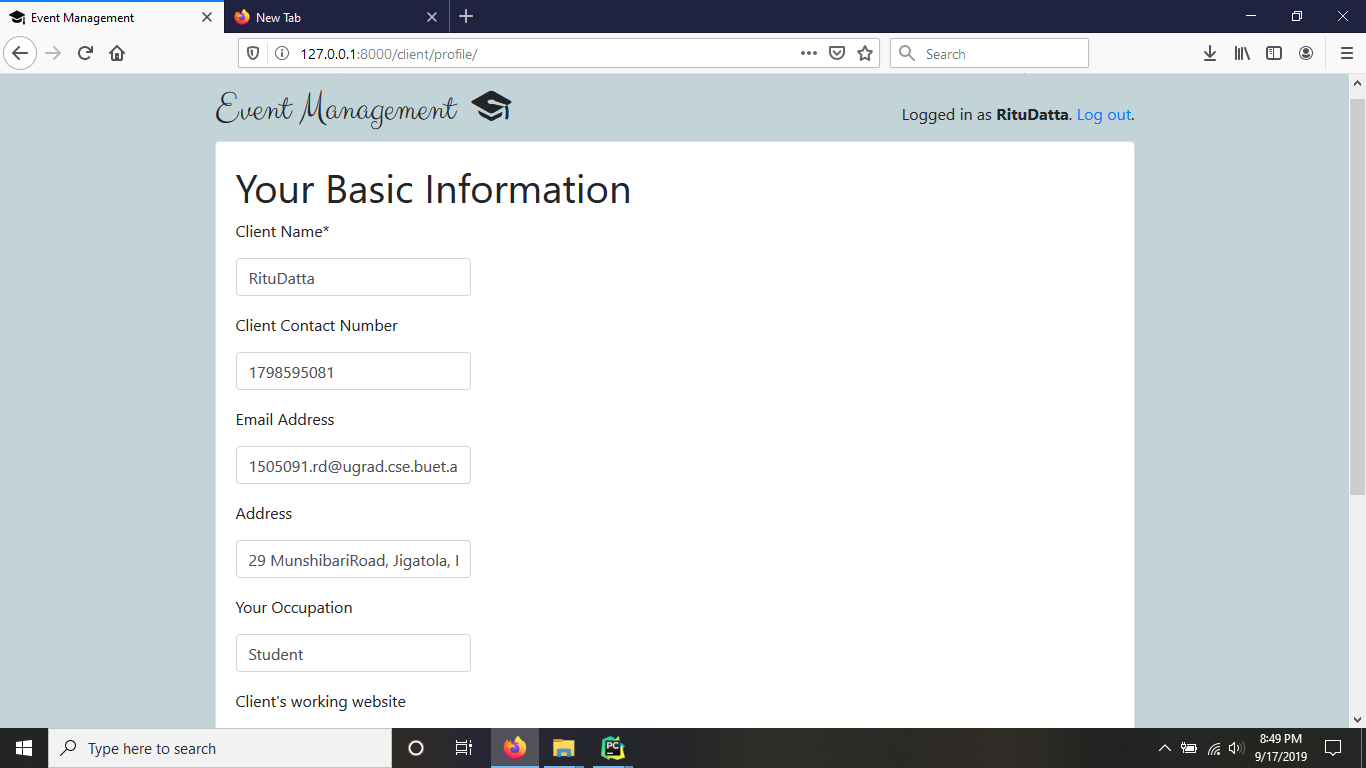 Event Management
New Tab
127.0.0.1:8000/client/profile/
Search
Event Management
Logged in as RituDatta. Log out.
Your Basic Information
Client Name*
RituDatta
Client Contact Number
1798595081
Email Address
1505091.rd@ugrad.cse.buet.a
Address
29 MunshibariRoad, Jigatola,
Your Occupation
Student
Client's working website
Type here to search
PC
8:49 PM
9/17/2019